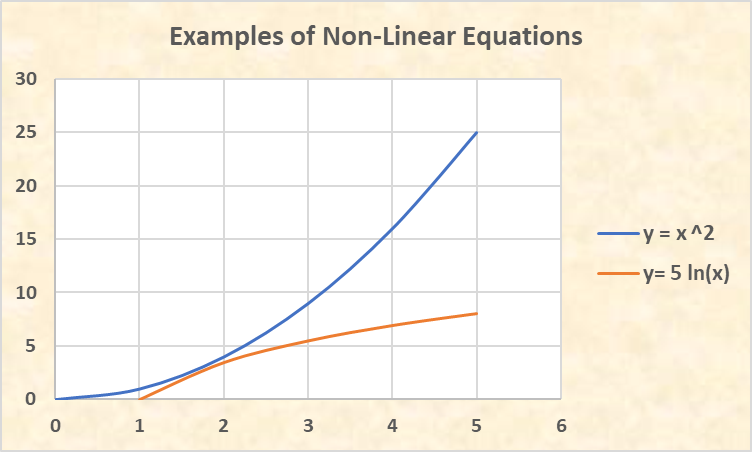 Examples of Non-Linear Equations
30
25
20
15
10
5
0
0 1 2 3 4 5 6
y = x ^2
y= 5 ln(x)